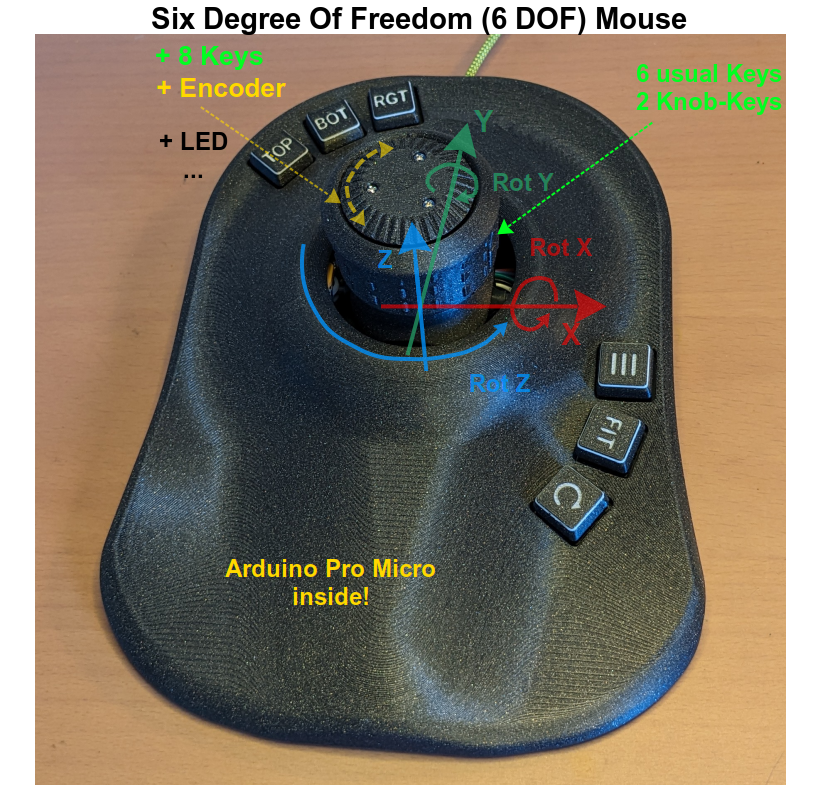 Six Degree Of Freedom (6 DOF) Mouse
+ 8 Keys
+ Encoder
6 usual Keys
2 Knob-Keys
+ LED
...
TOP
BOT
RGT
Y
Rot Y
Z
Rot X
X
Rot Z
FIT
Arduino Pro Micro
inside!